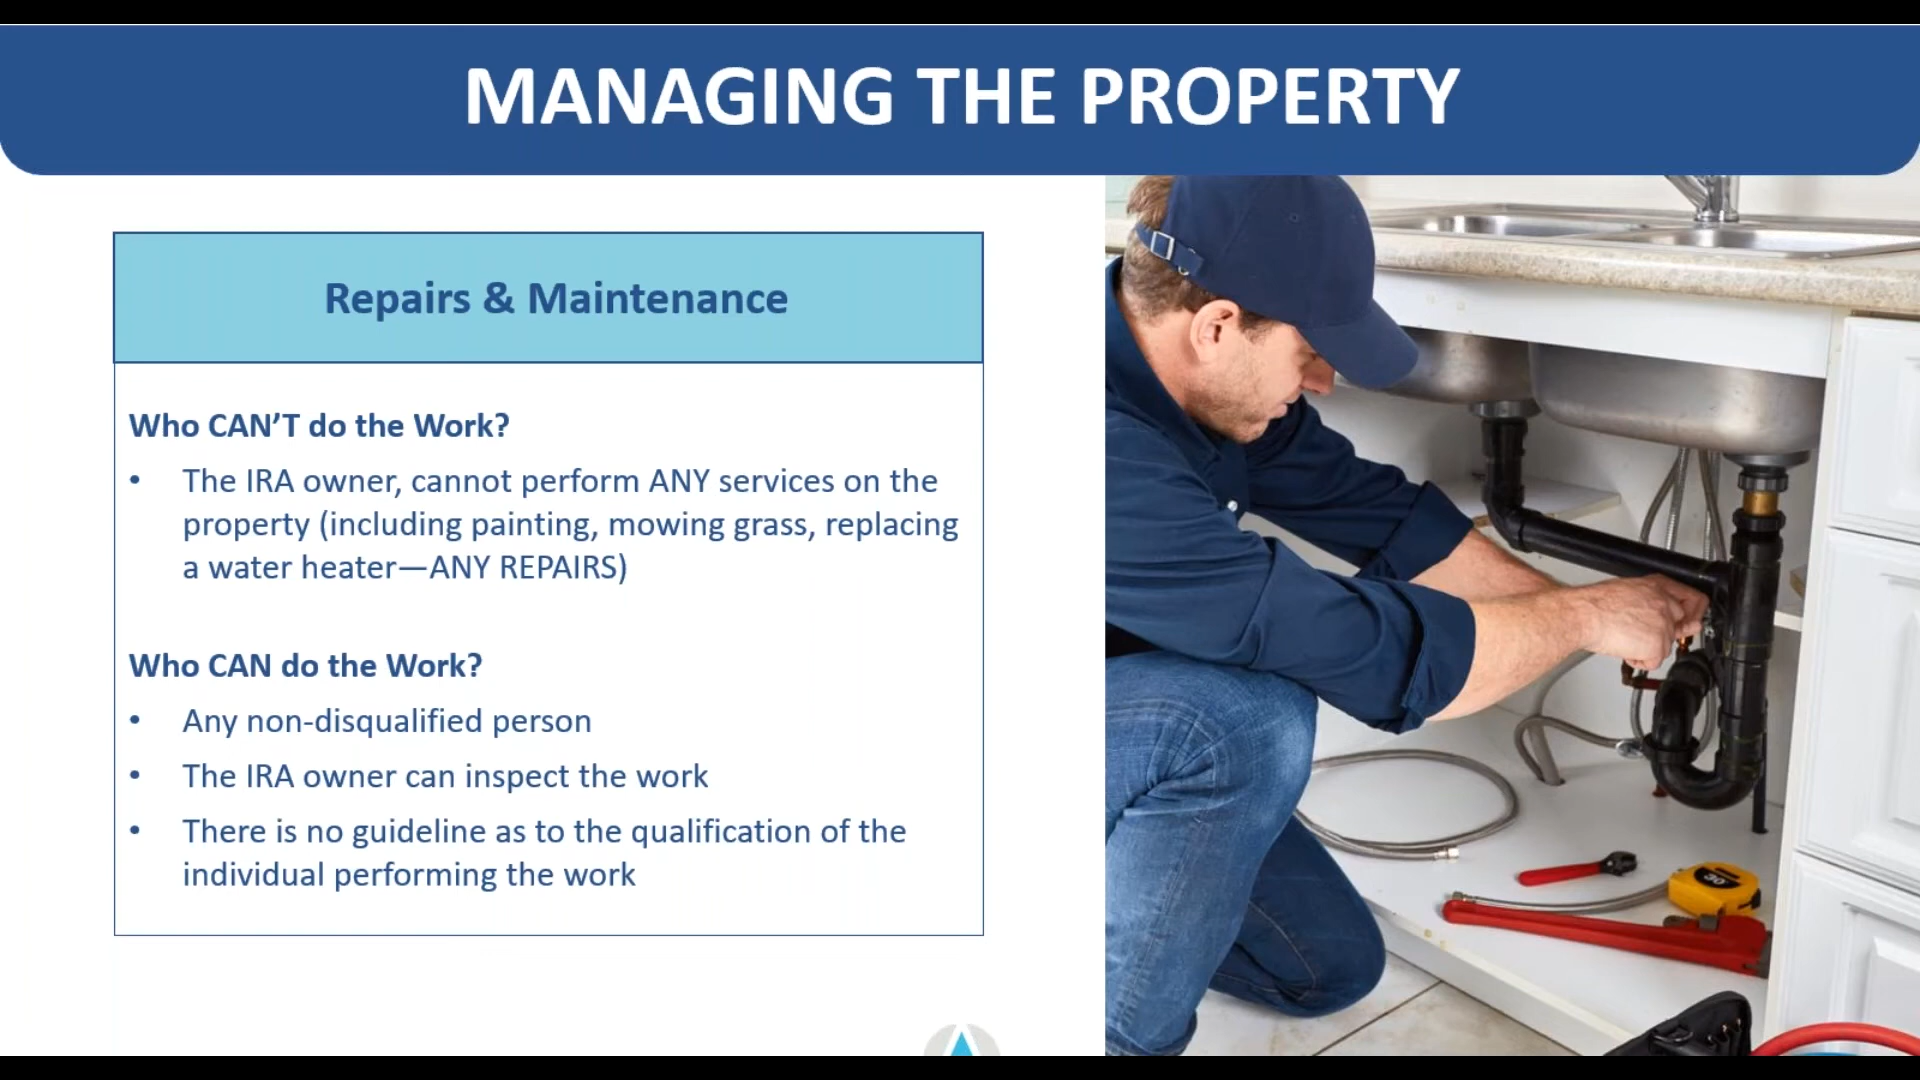 MANAGING THE PROPERTY
Repairs & Maintenance
Who CAN’T do the Work?
• The IRA owner, cannot perform ANY services on the
property (including painting, mowing grass, replacing
a water heater—ANY REPAIRS)
Who CAN do the Work?
• Any non-disqualified person
• The IRA owner can inspect the work
• There is no guideline as to the qualification of the
individual performing the work
30